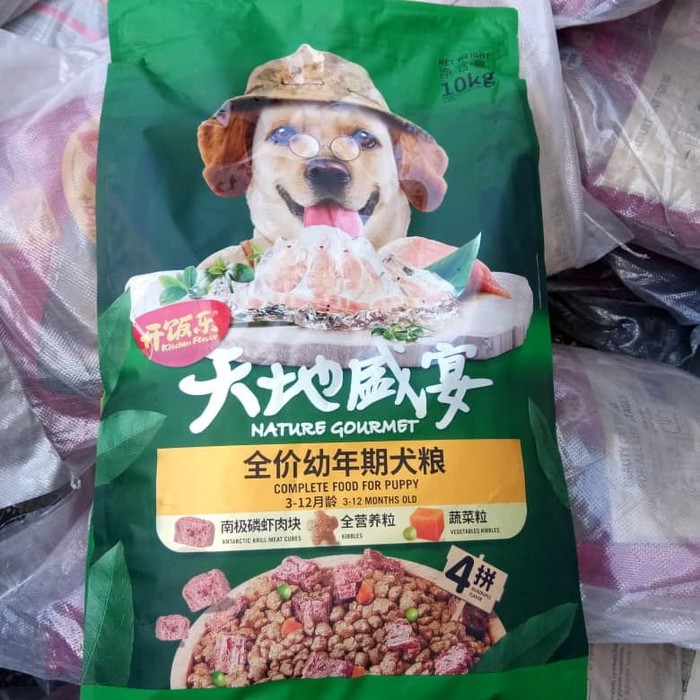 NET WEIGHT
净含量
10kg
开饭乐
Kitchen Flavor
天地盛宴
NATURE GOURMET
全价幼年期犬粮
COMPLETE FOOD FOR PUPPY
3-12月龄 3-12 MONTHS OLD
南极磷虾肉块
ANTARCTIC KRILL MEAT CUBES
全营养粒
KIBBLES
蔬菜粒
VEGETABLES KIBBLES
4拼